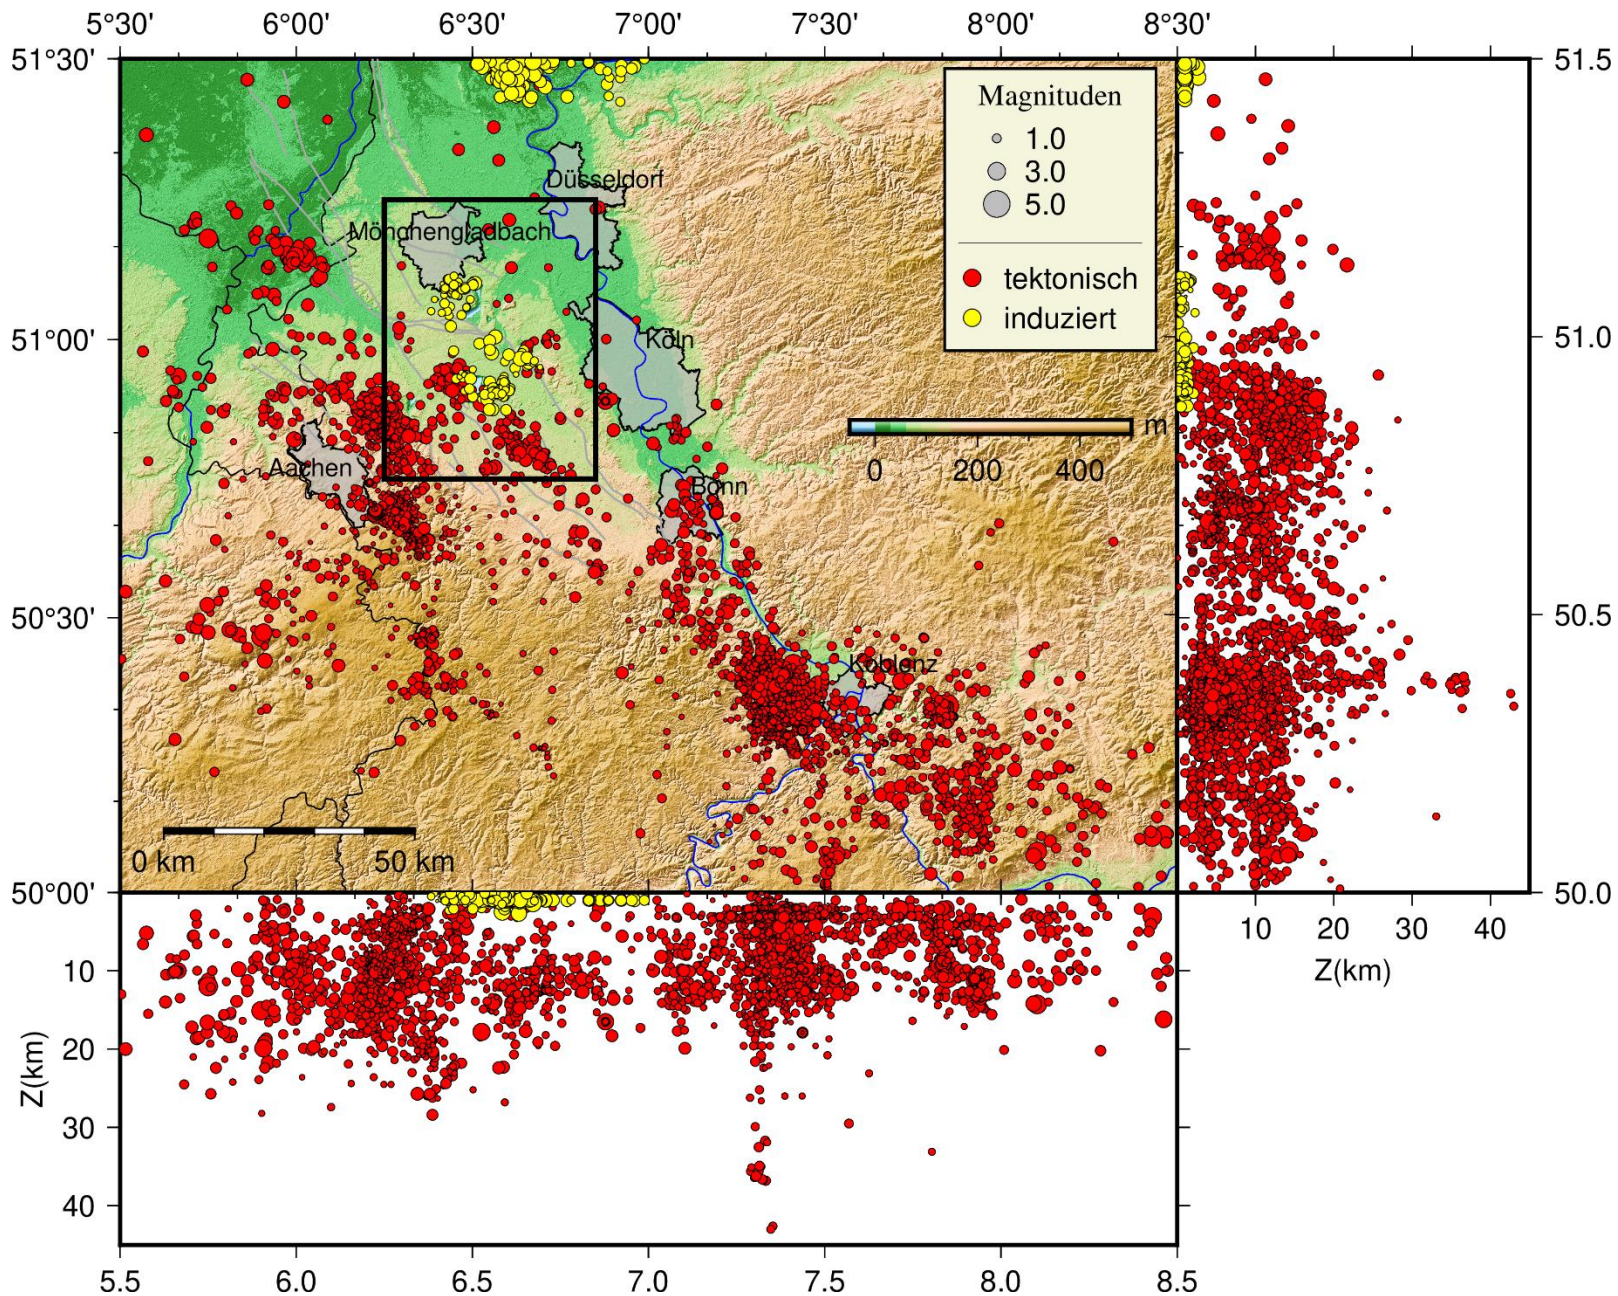 5°30' 6°00' 6°30' 7°00' 7°30' 8°00' 8°30'
51°30' 51.5
Magnituden
1.0
3.0
5.0
Düsseldorf
Mönchengladbach
tektonisch
induziert
51°00' Köln 51.0
m
0 200 400
Aachen
Bonn
50°30' 50.5
Koblenz
0 km 50 km
50°00' 50.0
10 20 30 40
Z(km)
10
20
30
40
Z(km)
5.5 6.0 6.5 7.0 7.5 8.0 8.5